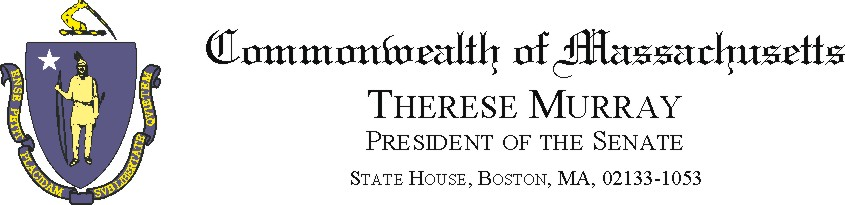 Commonwealth of Massachusetts
THERESE MURRAY
PRESIDENT OF THE SENATE
STATE HOUSE, BOSTON, MA, 02133-1053
ENSE PETIT PLACIDAM SVB LIBERTATE QVIETEM